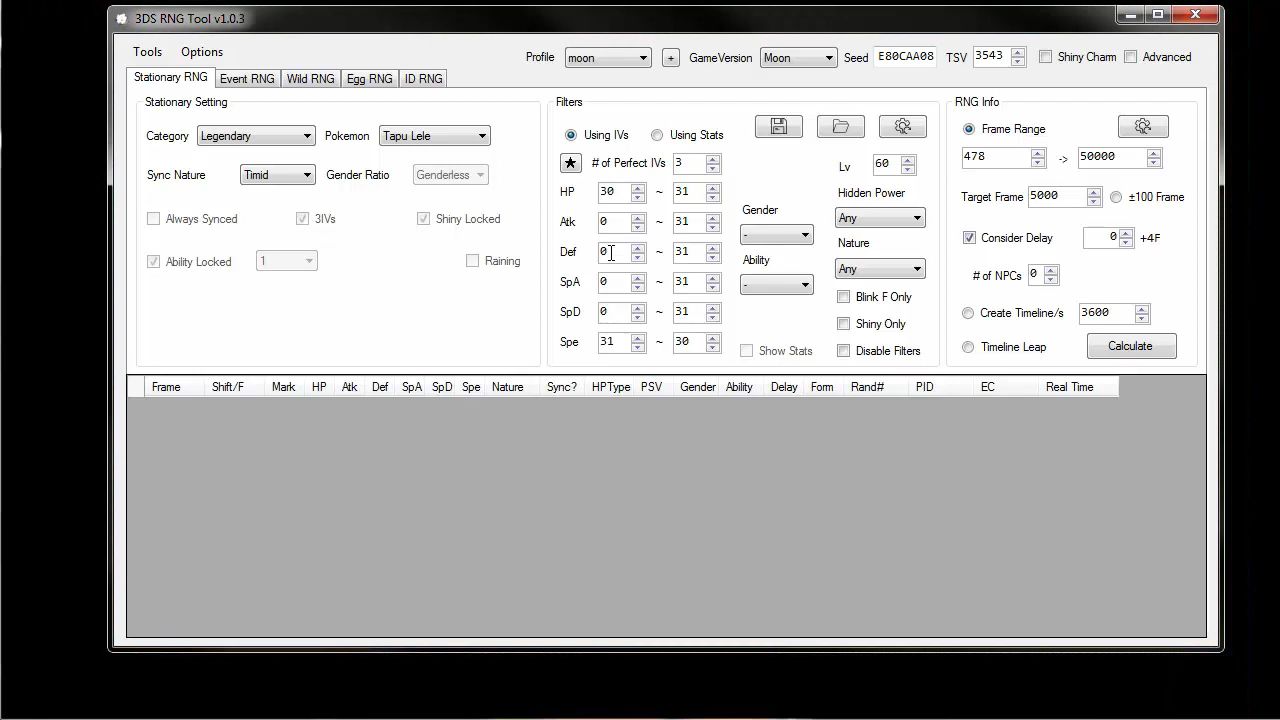 3DS RNG Tool v1.0.3
Tools Options
Profile moon + GameVersion Moon Seed E80CAA08 TSV 3543 Shiny Charm Advanced
Stationary RNG Event RNG Wild RNG Egg RNG ID RNG
Stationary Setting
Category Legendary Pokemon Tapu Lele
Sync Nature Timid Gender Ratio Genderless
Always Synced 3IVs Shiny Locked
Ability Locked 1 Raining
Filters
Using IVs Using Stats
# of Perfect IVs 3
HP 30 ~ 31
Atk 0 ~ 31
Def 0 ~ 31
SpA 0 ~ 31
SpD 0 ~ 31
Spe 31 ~ 30
Gender
-
Ability
-
Show Stats
Lv 60
Hidden Power
Any
Nature
Any
Blink F Only
Shiny Only
Disable Filters
RNG Info
Frame Range
478 -> 50000
Target Frame 5000 ±100 Frame
Consider Delay 0 +4F
# of NPCs 0
Create Timeline/s 3600
Timeline Leap Calculate
Frame Shift/F Mark HP Atk Def SpA SpD Spe Nature Sync? HPType PSV Gender Ability Delay Form Rand# PID EC Real Time